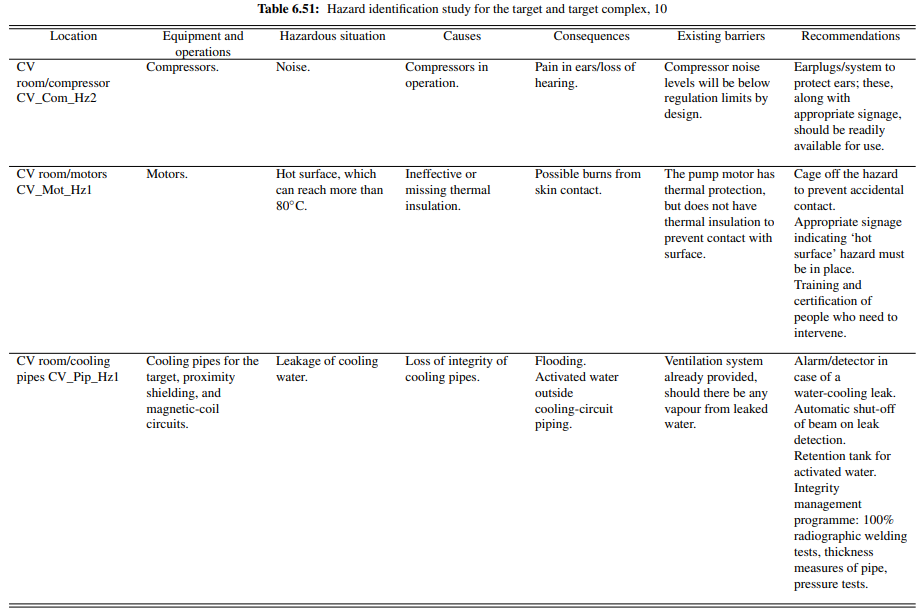 Table 6.51: Hazard identification study for the target and target complex, 10
Location
Equipment and
operations
Hazardous situation
Causes
Consequences
Existing barriers
Recommendations
CV
room/compressor
CV_Com_Hz2
Compressors.
Noise.
Compressors in
operation.
Pain in ears/loss of
hearing.
Compressor noise
levels will be below
regulation limits by
design.
Earplugs/system to
protect ears; these,
along with
appropriate signage,
should be readily
available for use.
CV room/motors
CV_Mot_Hz1
Motors.
Hot surface, which
can reach more than
80°C.
Ineffective or
missing thermal
insulation.
Possible burns from
skin contact.
The pump motor has
thermal protection,
but does not have
thermal insulation to
prevent contact with
surface.
Cage off the hazard
to prevent accidental
contact.
Appropriate signage
indicating ‘hot
surface’ hazard must
be in place.
Training and
certification of
people who need to
intervene.
CV room/cooling
pipes CV_Pip_Hz1
Cooling pipes for the
target, proximity
shielding, and
magnetic-coil
circuits.
Leakage of cooling
water.
Loss of integrity of
cooling pipes.
Flooding.
Activated water
outside
cooling-circuit
piping.
Ventilation system
already provided,
should there be any
vapour from leaked
water.
Alarm/detector in
case of a
water-cooling leak.
Automatic shut-off
of beam on leak
detection.
Retention tank for
activated water.
Integrity
management
programme: 100%
radiographic welding
tests, thickness
measures of pipe,
pressure tests.